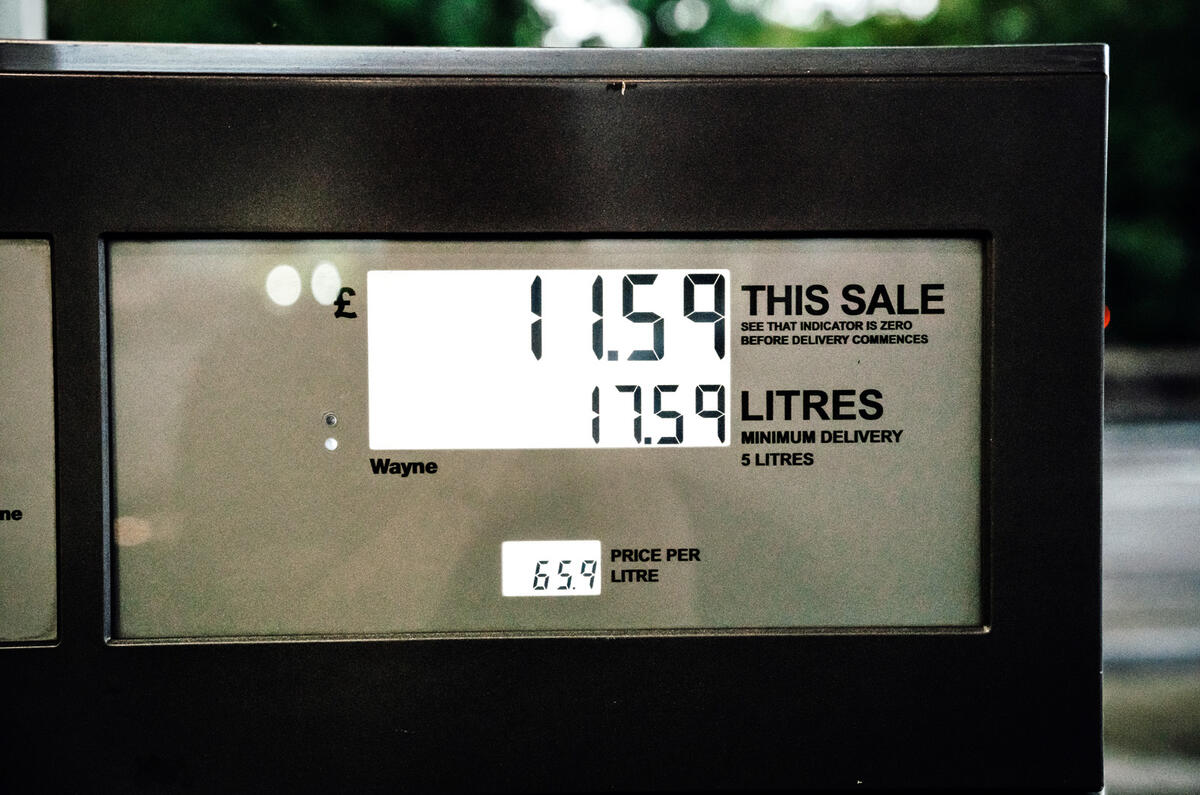 £ 11.59 THIS SALE
SEE THAT INDICATOR IS ZERO
BEFORE DELIVERY COMMENCES
17.59 LITRES
MINIMUM DELIVERY
5 LITRES
Wayne
ne
65.9 PRICE PER
LITRE